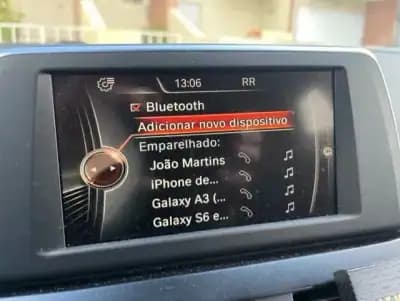 13:06 RR
Bluetooth
Adicionar novo dispositivo
Emparelhado:
João Martins
iPhone de...
Galaxy A3 (...
Galaxy S6 e...